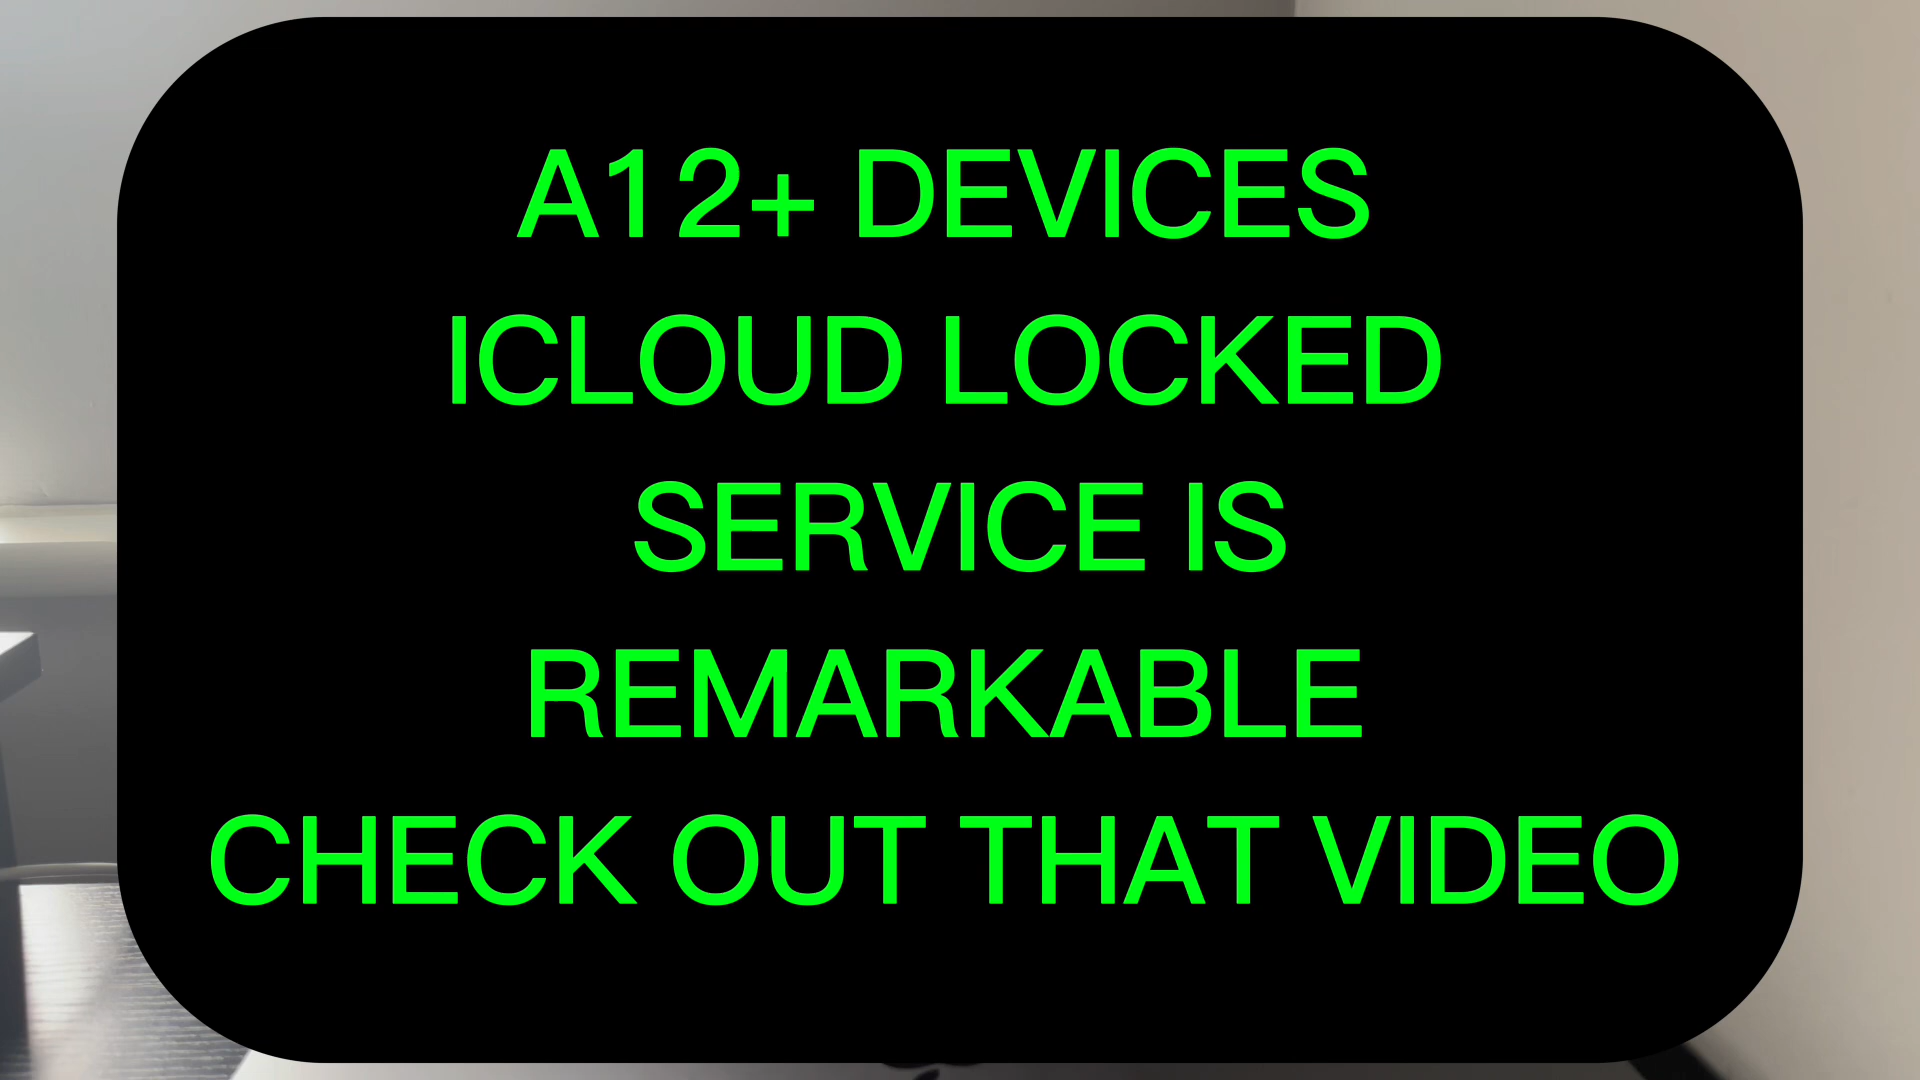 A12+ DEVICES
ICLOUD LOCKED
SERVICE IS
REMARKABLE
CHECK OUT THAT VIDEO